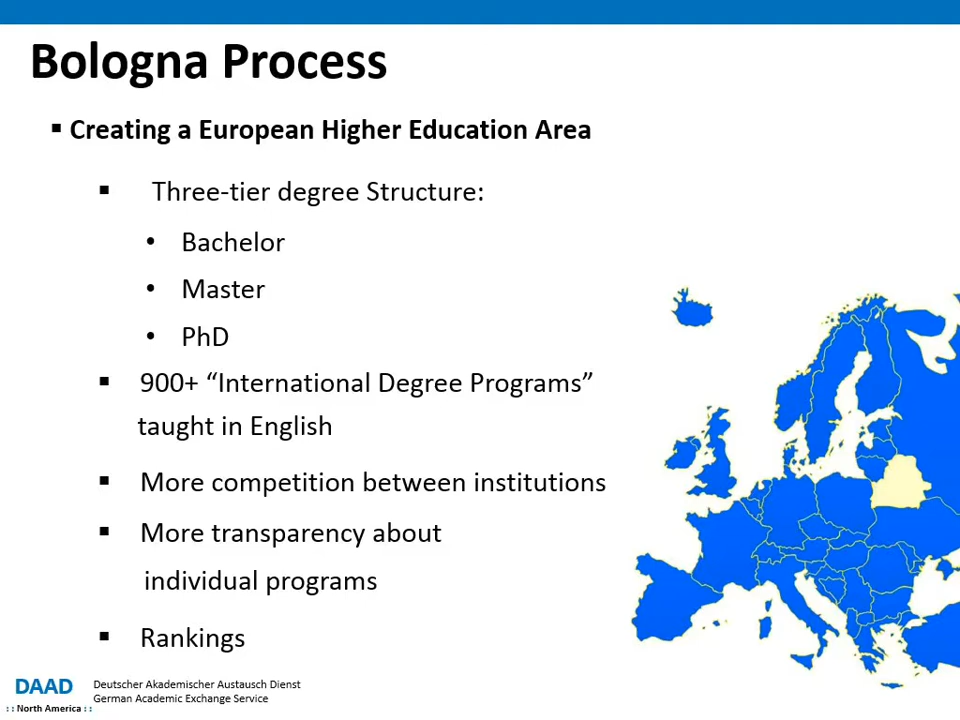 Bologna Process
▪ Creating a European Higher Education Area
▪ Three-tier degree Structure:
• Bachelor
• Master
• PhD
▪ 900+ “International Degree Programs”
taught in English
▪ More competition between institutions
▪ More transparency about
individual programs
▪ Rankings
DAAD
: : North America : :
Deutscher Akademischer Austausch Dienst
German Academic Exchange Service